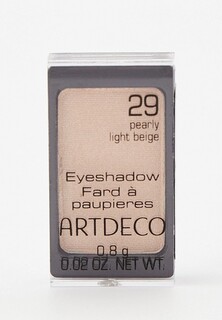 29
pearly
light beige
Eyeshadow
Fard à
paupieres
ARTDECO
0.8 g
0.02 OZ. NET WT.